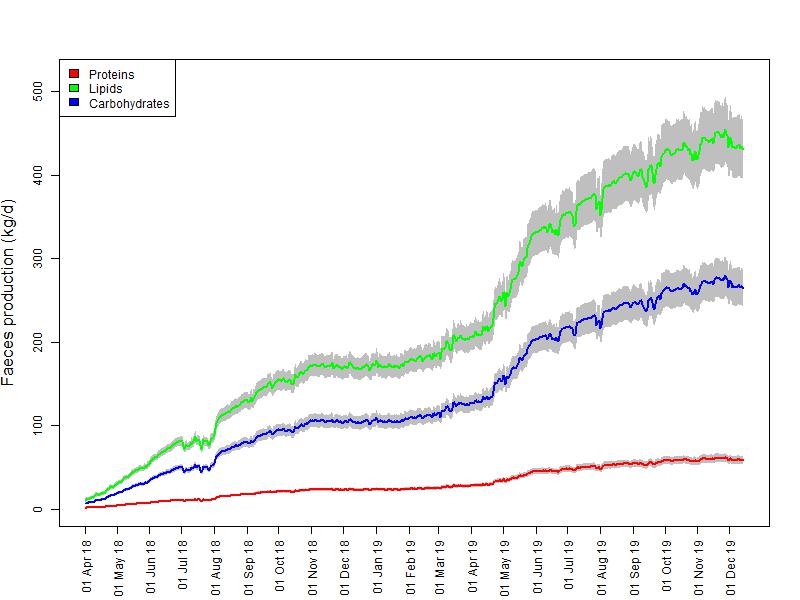 Proteins
Lipids
Carbohydrates
Faeces production (kg/d)
500
400
300
200
100
0
01 Apr 18
01 May 18
01 Jun 18
01 Jul 18
01 Aug 18
01 Sep 18
01 Oct 18
01 Nov 18
01 Dec 18
01 Jan 19
01 Feb 19
01 Mar 19
01 Apr 19
01 May 19
01 Jun 19
01 Jul 19
01 Aug 19
01 Sep 19
01 Oct 19
01 Nov 19
01 Dec 19